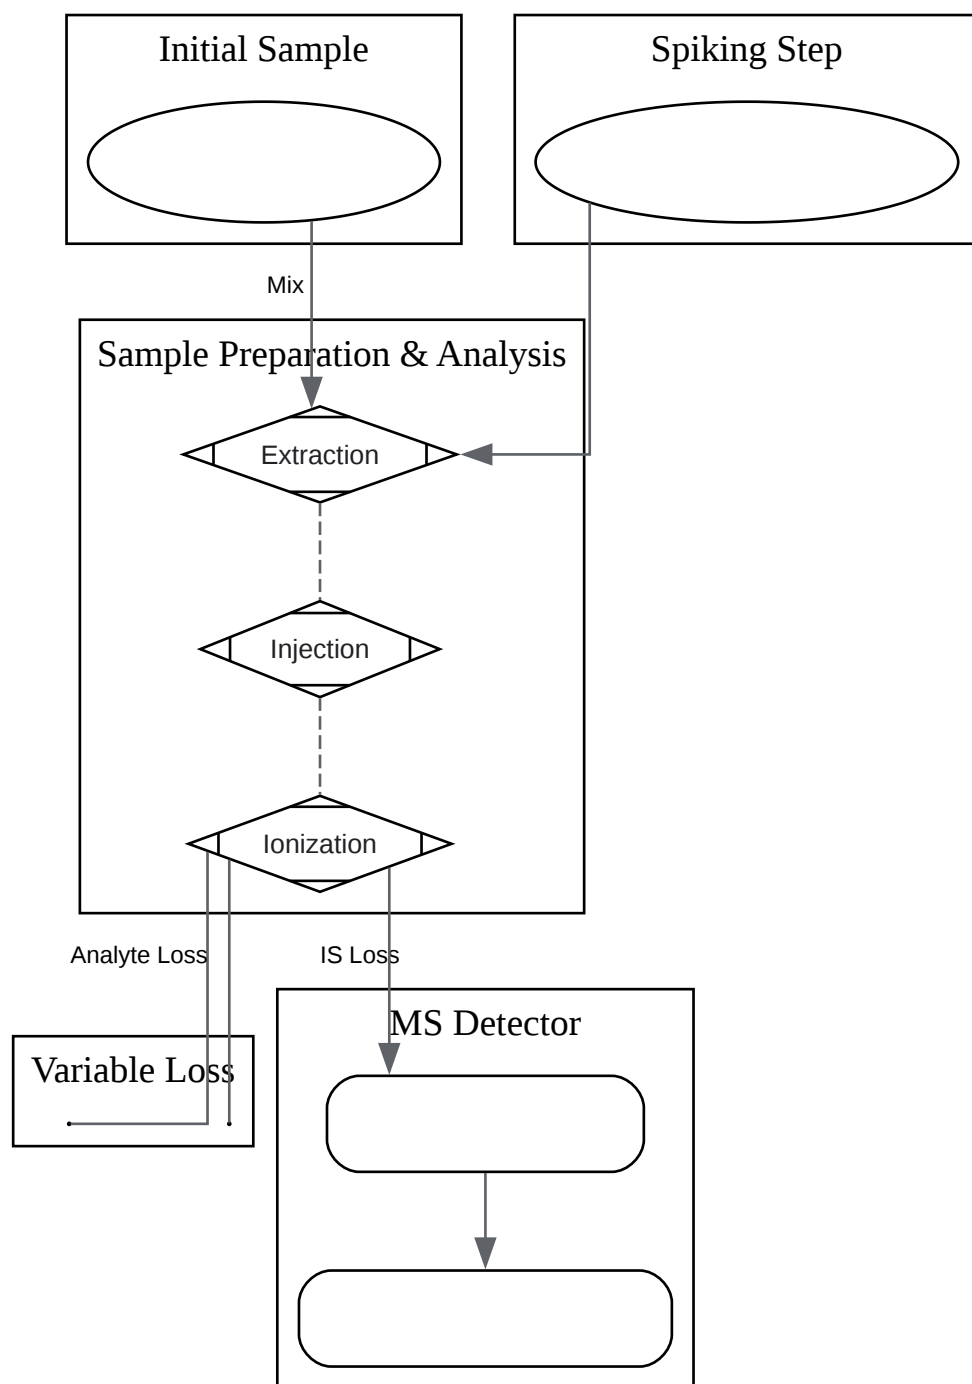 Initial Sample
Spiking Step
Mix
Sample Preparation & Analysis
Extraction
Injection
Ionization
Analyte Loss
IS Loss
MS Detector
Variable Loss